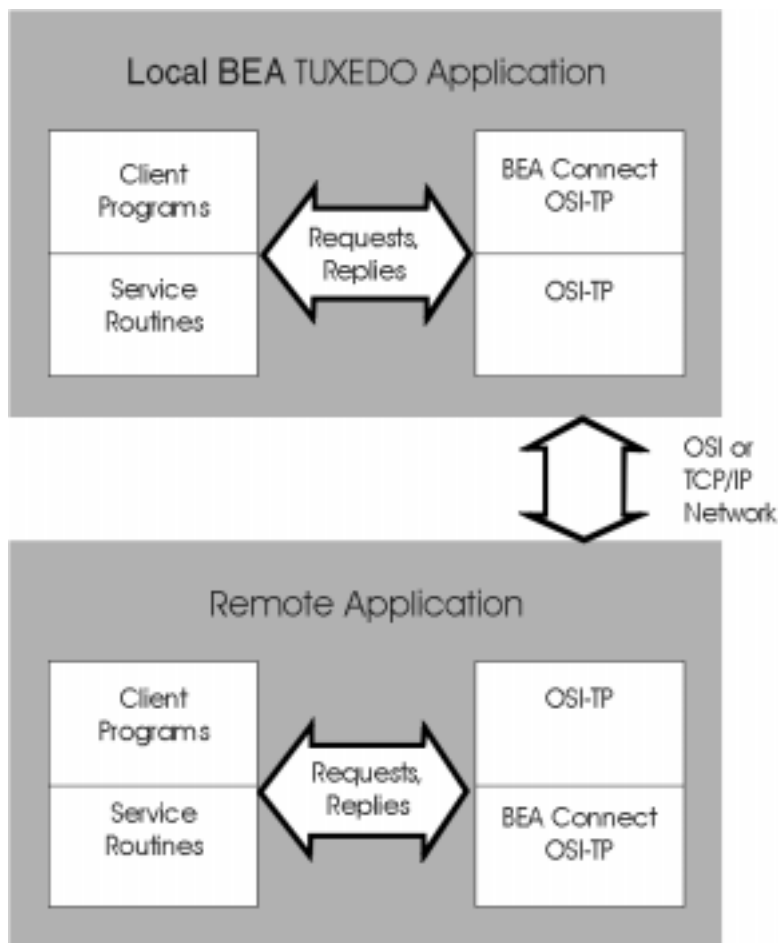 Local BEA TUXEDO Application
Client
Programs
Service
Routines
Requests,
Replies
BEA Connect
OSI-TP
OSI-TP
OSI or
TCP/IP
Network
Remote Application
Client
Programs
Service
Routines
Requests,
Replies
OSI-TP
BEA Connect
OSI-TP